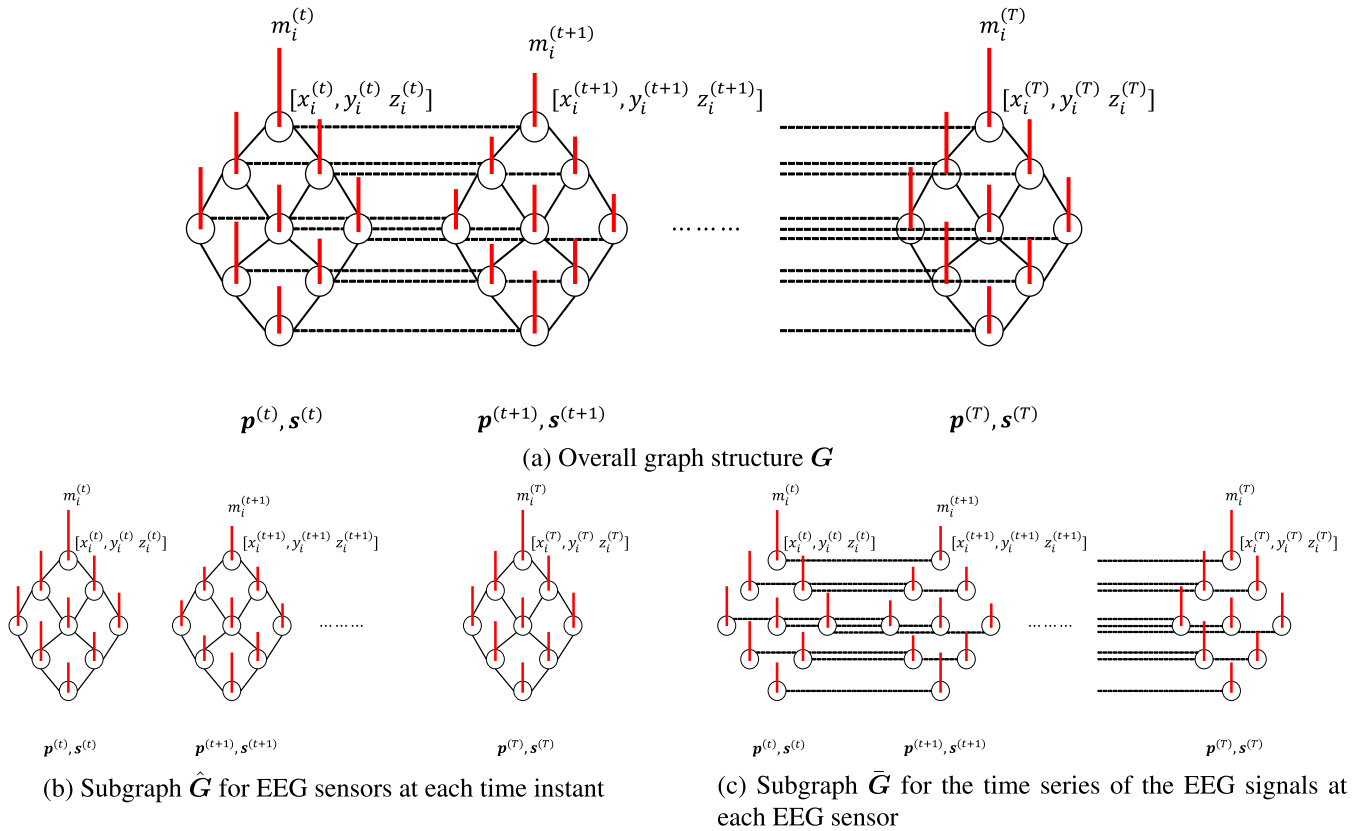 m_i^{(t)} m_i^{(t+1)} m_i^{(T)}
[x_i^{(t)}, y_i^{(t)} z_i^{(t)}] [x_i^{(t+1)}, y_i^{(t+1)} z_i^{(t+1)}] [x_i^{(T)}, y_i^{(T)} z_i^{(T)}]
………
p^{(t)}, s^{(t)} p^{(t+1)}, s^{(t+1)} p^{(T)}, s^{(T)}
(a) Overall graph structure G
m_i^{(t)} m_i^{(t+1)} m_i^{(T)}
[x_i^{(t)}, y_i^{(t)} z_i^{(t)}] [x_i^{(t+1)}, y_i^{(t+1)} z_i^{(t+1)}] [x_i^{(T)}, y_i^{(T)} z_i^{(T)}]
………
p^{(t)}, s^{(t)} p^{(t+1)}, s^{(t+1)} p^{(T)}, s^{(T)}
(b) Subgraph Ĝ for EEG sensors at each time instant
m_i^{(t)} m_i^{(t+1)} m_i^{(T)}
[x_i^{(t)}, y_i^{(t)} z_i^{(t)}] [x_i^{(t+1)}, y_i^{(t+1)} z_i^{(t+1)}] [x_i^{(T)}, y_i^{(T)} z_i^{(T)}]
………
p^{(t)}, s^{(t)} p^{(t+1)}, s^{(t+1)} p^{(T)}, s^{(T)}
(c) Subgraph Ḡ for the time series of the EEG signals at
each EEG sensor